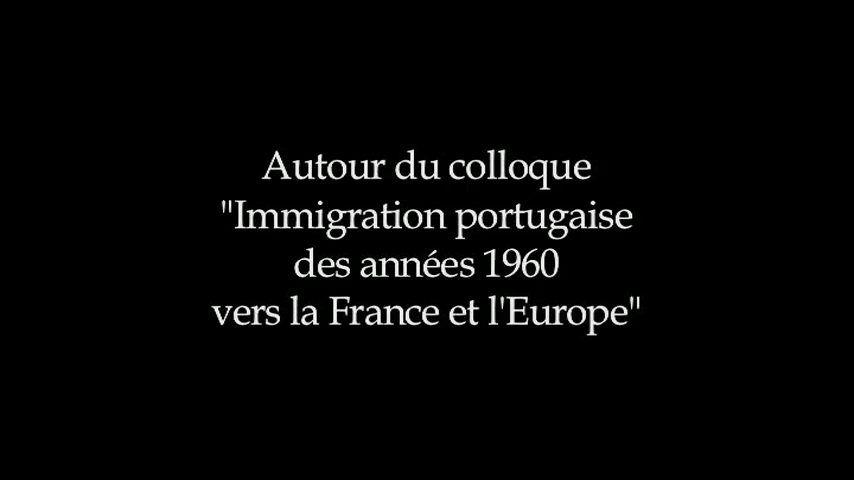 Autour du colloque
"Immigration portugaise
des années 1960
vers la France et l'Europe"